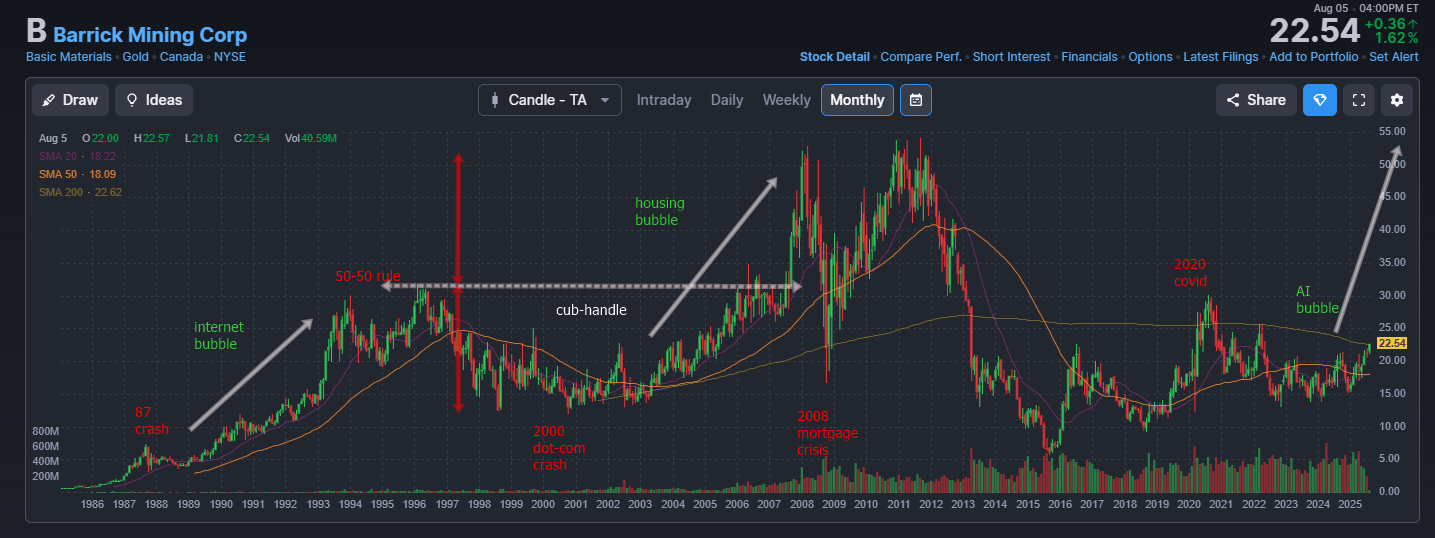 Aug 05 • 04:00PM ET
B Barrick Mining Corp
22.54 +0.36↑
1.62%
Basic Materials • Gold • Canada • NYSE
Stock Detail • Compare Perf. • Short Interest • Financials • Options • Latest Filings • Add to Portfolio • Set Alert
Draw
Ideas
Candle - TA
Intraday
Daily
Weekly
Monthly
Share
Aug 5 O22.00 H22.57 L21.81 C22.54 Vol40.59M
SMA 20 · 18.22
SMA 50 · 18.09
SMA 200 · 22.62
55.00
50.00
45.00
40.00
35.00
30.00
25.00
22.54
20.00
15.00
10.00
5.00
0.00
housing
bubble
50-50 rule
2020
covid
AI
bubble
cub-handle
internet
bubble
87
crash
2000
dot-com
crash
2008
mortgage
crisis
800M
600M
400M
200M
1986 1987 1988 1989 1990 1991 1992 1993 1994 1995 1996 1997 1998 1999 2000 2001 2002 2003 2004 2005 2006 2007 2008 2009 2010 2011 2012 2013 2014 2015 2016 2017 2018 2019 2020 2021 2022 2023 2024 2025